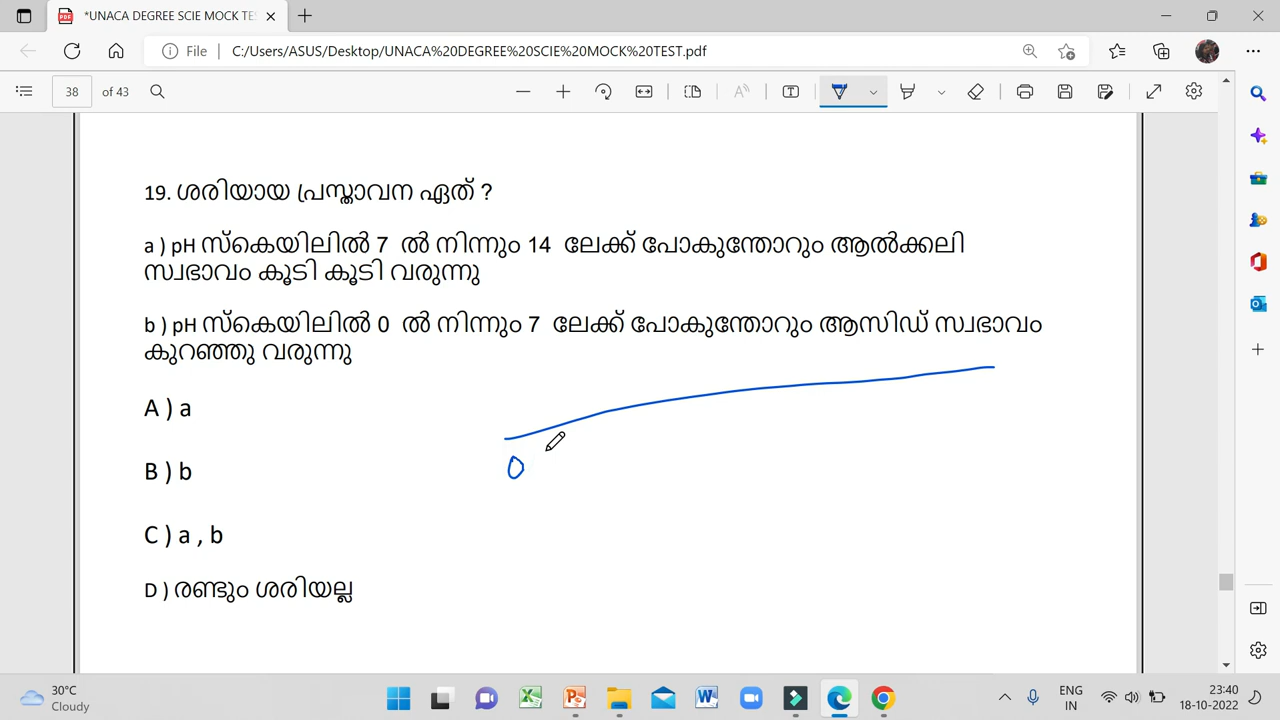 *UNACA DEGREE SCIE MOCK TEST
File C:/Users/ASUS/Desktop/UNACA%20DEGREE%20SCIE%20MOCK%20TEST.pdf
38 of 43
19. ശരിയായ പ്രസ്താവന ഏത് ?
a ) pH സ്കെയിലിൽ 7 ൽ നിന്നും 14 ലേക്ക് പോകുന്തോറും ആൽക്കലി
സ്വഭാവം കൂടി കൂടി വരുന്നു
b ) pH സ്കെയിലിൽ 0 ൽ നിന്നും 7 ലേക്ക് പോകുന്തോറും ആസിഡ് സ്വഭാവം
കുറഞ്ഞു വരുന്നു
A ) a
B ) b
0
C ) a , b
D ) രണ്ടും ശരിയല്ല
30°C
Cloudy
ENG
IN
23:40
18-10-2022